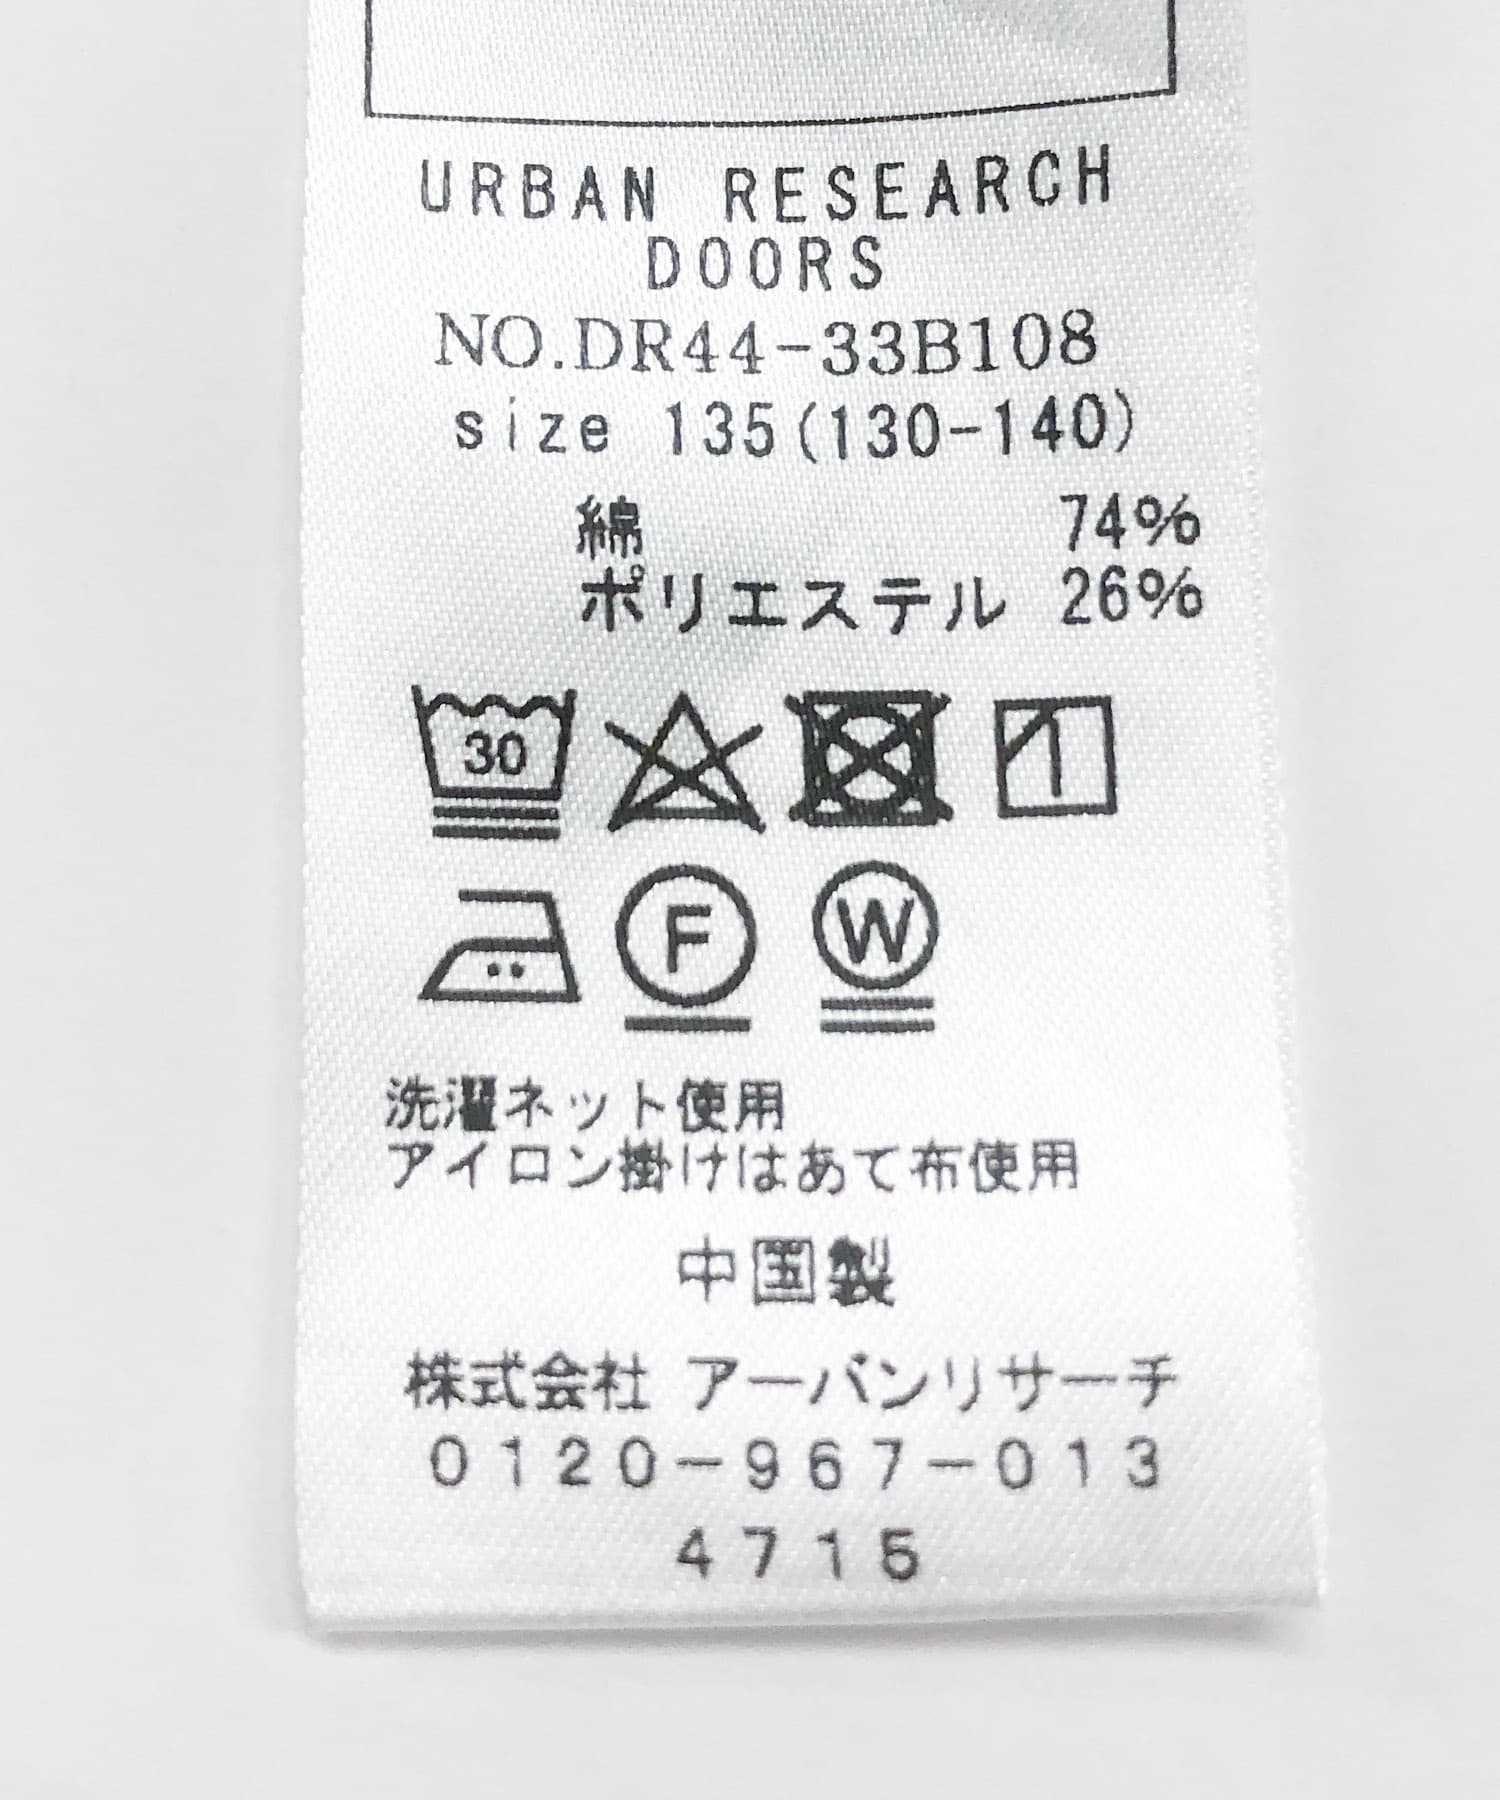 URBAN RESEARCH
DOORS
NO.DR44-33B108
size 135(130-140)
綿 74%
ポリエステル 26%
30
F W
洗濯ネット使用
アイロン掛けはあて布使用
中国製
株式会社 アーバンリサーチ
0120-967-013
4715